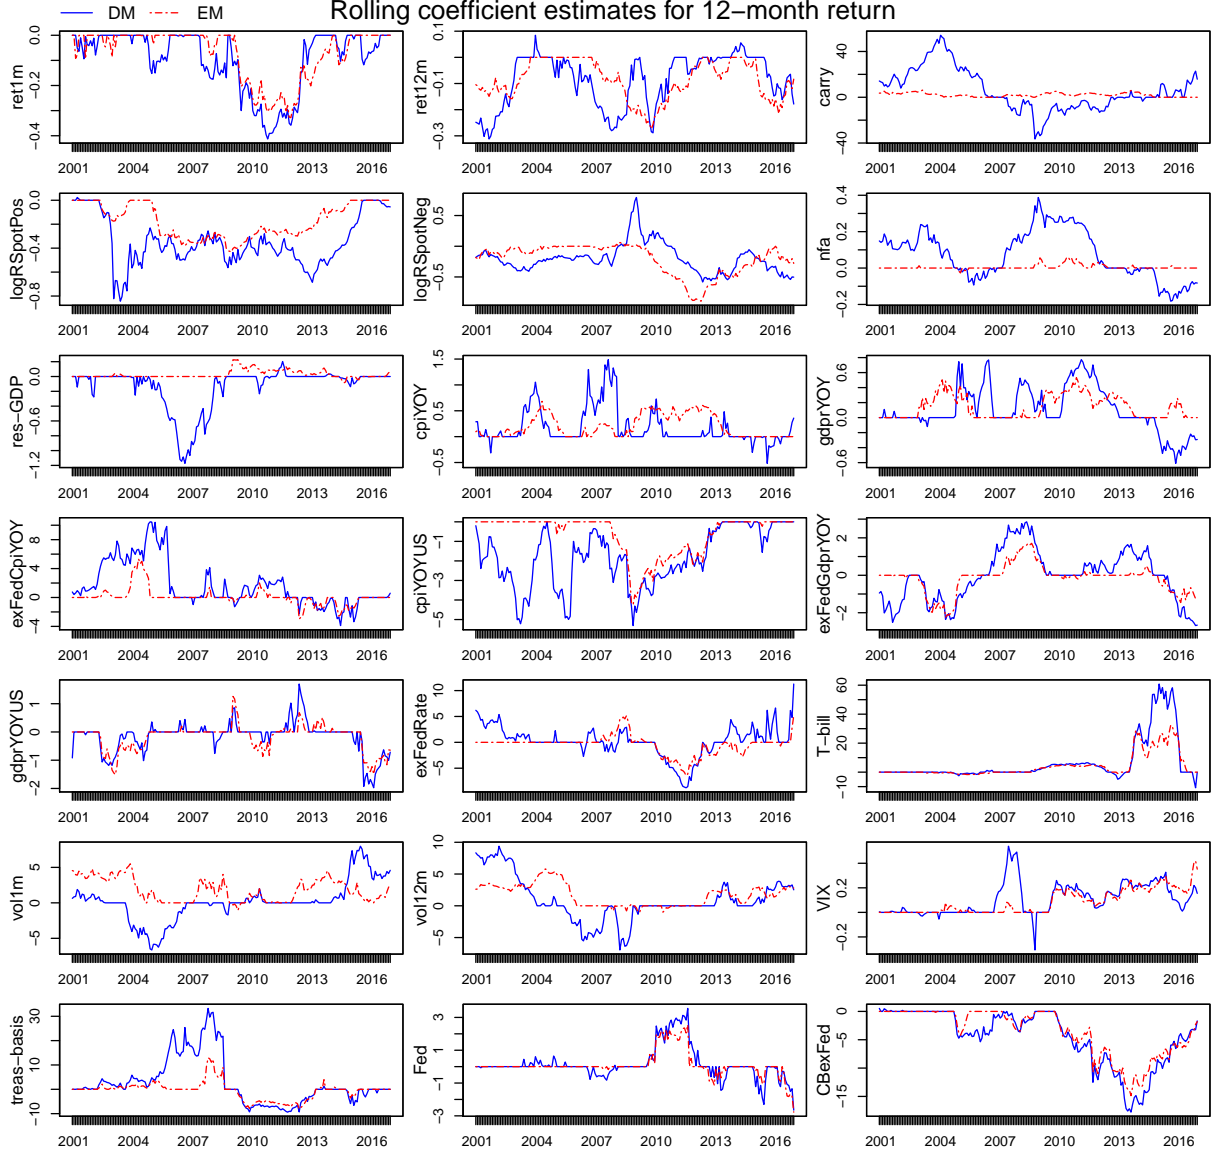 Rolling coefficient estimates for 12−month return
DM EM
ret1m
0.0
−0.2
−0.4
2001 2004 2007 2010 2013 2016
ret12m
0.1
−0.1
−0.3
2001 2004 2007 2010 2013 2016
carry
40
0
−40
2001 2004 2007 2010 2013 2016
logRSpotPos
0.0
−0.4
−0.8
2001 2004 2007 2010 2013 2016
logRSpotNeg
0.5
−0.5
2001 2004 2007 2010 2013 2016
nfa
0.4
0.2
0.0
−0.2
2001 2004 2007 2010 2013 2016
res−GDP
0.0
−0.6
−1.2
2001 2004 2007 2010 2013 2016
cpiYOY
1.5
0.5
−0.5
2001 2004 2007 2010 2013 2016
gdprYOY
0.6
0.0
−0.6
2001 2004 2007 2010 2013 2016
exFedCpiYOY
8
4
0
−4
2001 2004 2007 2010 2013 2016
cpiYOYUS
−1
−3
−5
2001 2004 2007 2010 2013 2016
exFedGdprYOY
2
0
−2
2001 2004 2007 2010 2013 2016
gdprYOYUS
1
0
−1
−2
2001 2004 2007 2010 2013 2016
exFedRate
10
5
0
−5
2001 2004 2007 2010 2013 2016
T−bill
60
40
20
−10
2001 2004 2007 2010 2013 2016
vol1m
5
0
−5
2001 2004 2007 2010 2013 2016
vol12m
10
5
0
−5
2001 2004 2007 2010 2013 2016
VIX
0.2
−0.2
2001 2004 2007 2010 2013 2016
treas−basis
30
10
−10
2001 2004 2007 2010 2013 2016
Fed
3
1
−1
−3
2001 2004 2007 2010 2013 2016
CBexFed
0
−5
−15
2001 2004 2007 2010 2013 2016